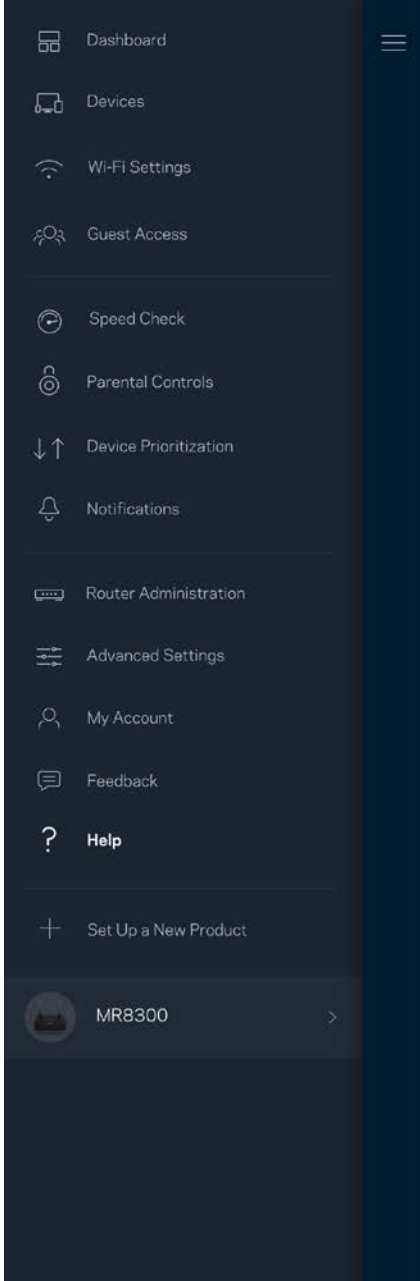 Dashboard
Devices
Wi-Fi Settings
Guest Access
Speed Check
Parental Controls
Device Prioritization
Notifications
Router Administration
Advanced Settings
My Account
Feedback
? Help
Set Up a New Product
MR8300